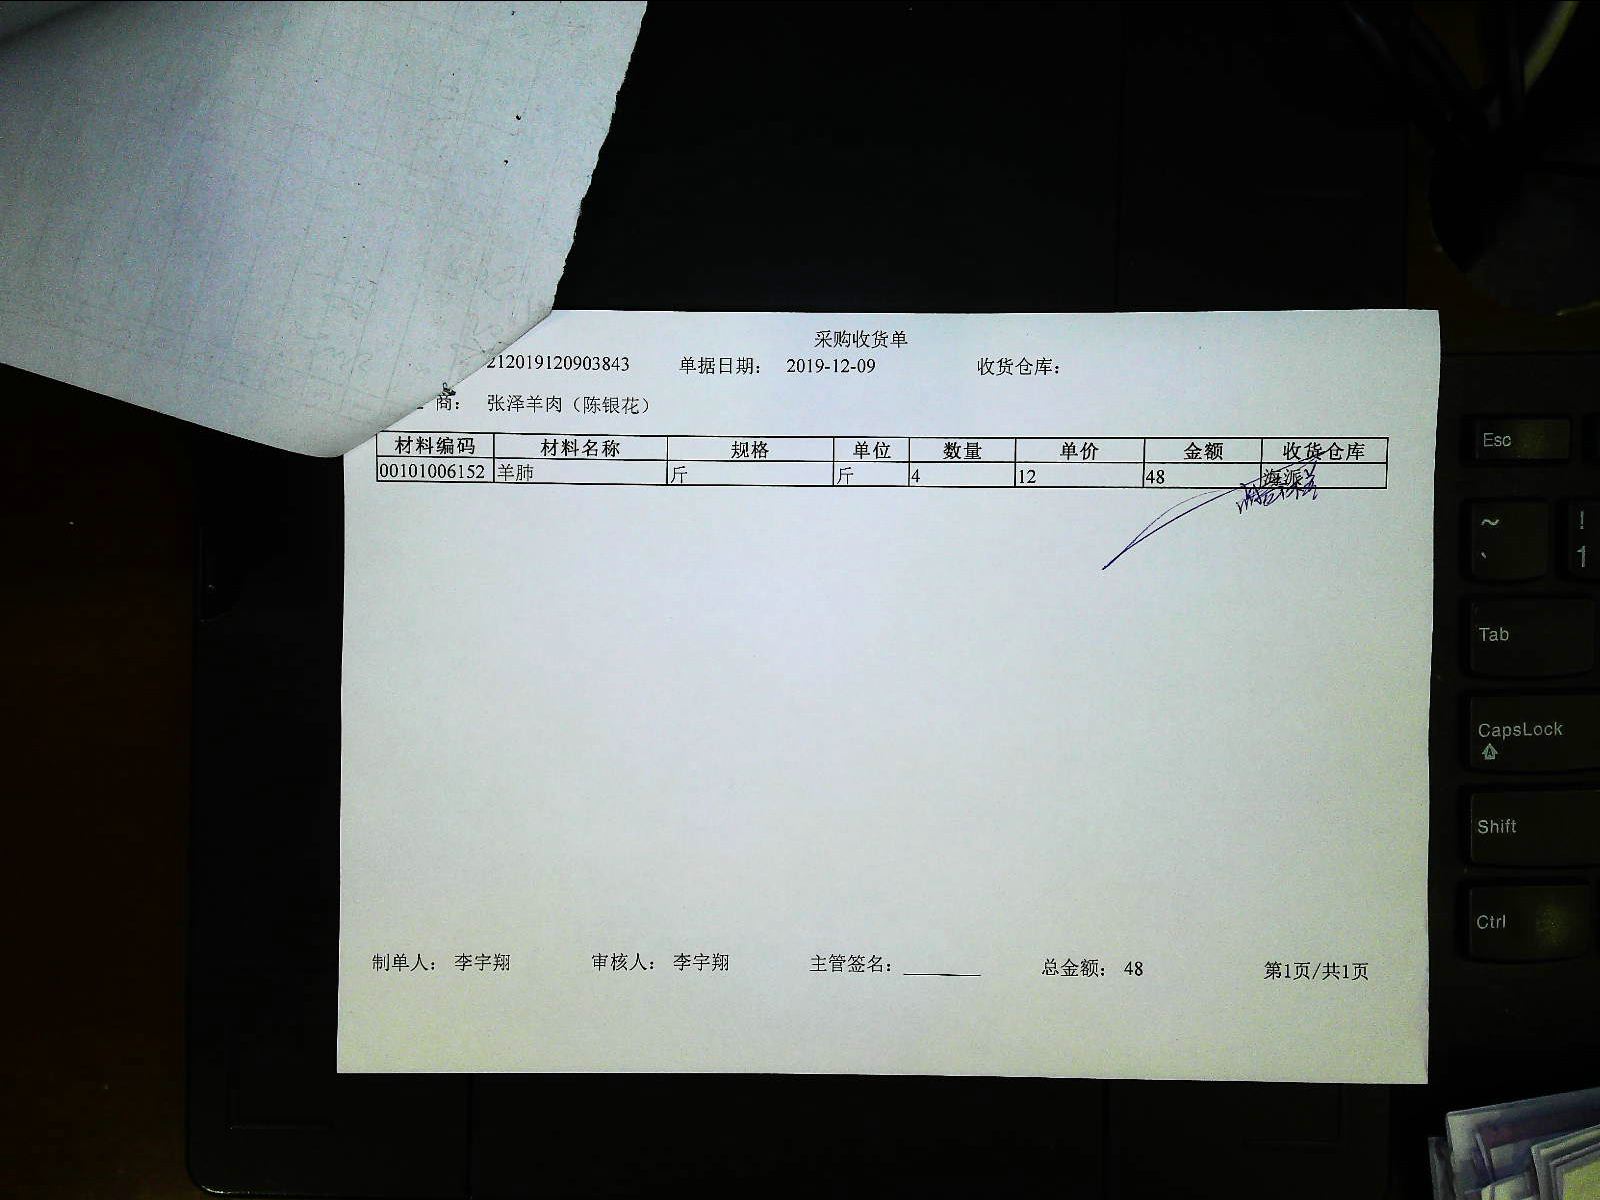 采购收货单
212019120903843 单据日期： 2019-12-09 收货仓库：
商： 张泽羊肉（陈银花）
材料编码 材料名称 规格 单位 数量 单价 金额 收货仓库
00101006152 羊肺 斤 斤 4 12 48 海派
制单人： 李宇翔 审核人： 李宇翔 主管签名： 总金额： 48 第1页/共1页
Esc
~ !
` 1
Tab
CapsLock
Shift
Ctrl